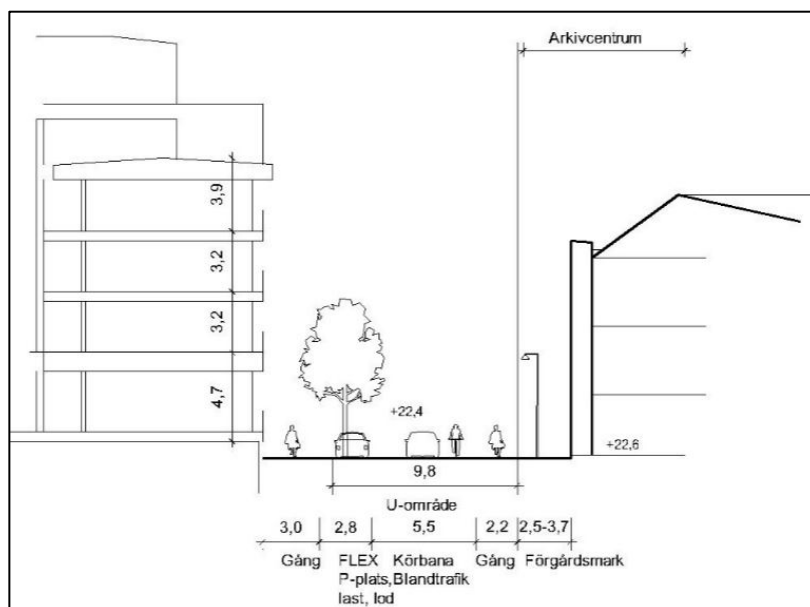 Arkivcentrum
3,9
3,2
3,2
4,7
+22,4
+22,6
9,8
U-område
3,0 2,8 5,5 2,2 2,5-3,7
Gång FLEX Körbana Gång Förgårdsmark
P-plats, Blandtrafik
last, lod